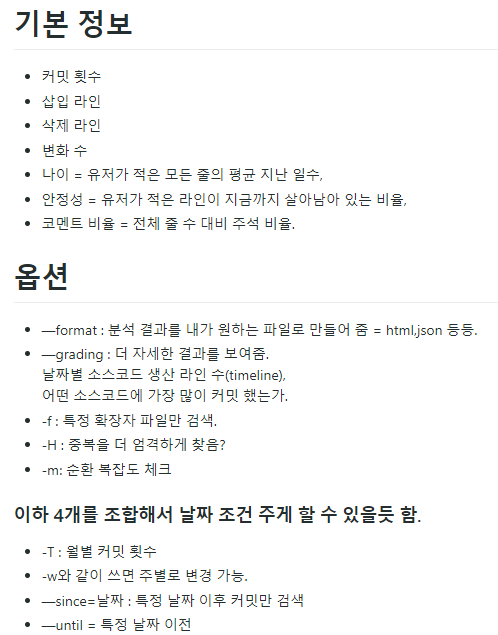 기본 정보
커밋 횟수
삽입 라인
삭제 라인
변화 수
나이 = 유저가 적은 모든 줄의 평균 지난 일수,
안정성 = 유저가 적은 라인이 지금까지 살아남아 있는 비율,
코멘트 비율 = 전체 줄 수 대비 주석 비율.
옵션
—format : 분석 결과를 내가 원하는 파일로 만들어 줌 = html,json 등등.
—grading : 더 자세한 결과를 보여줌.
날짜별 소스코드 생산 라인 수(timeline),
어떤 소스코드에 가장 많이 커밋 했는가.
-f : 특정 확장자 파일만 검색.
-H : 중복을 더 엄격하게 찾음?
-m: 순환 복잡도 체크
이하 4개를 조합해서 날짜 조건 주게 할 수 있을듯 함.
-T : 월별 커밋 횟수
-w와 같이 쓰면 주별로 변경 가능.
—since=날짜 : 특정 날짜 이후 커밋만 검색
—until = 특정 날짜 이전